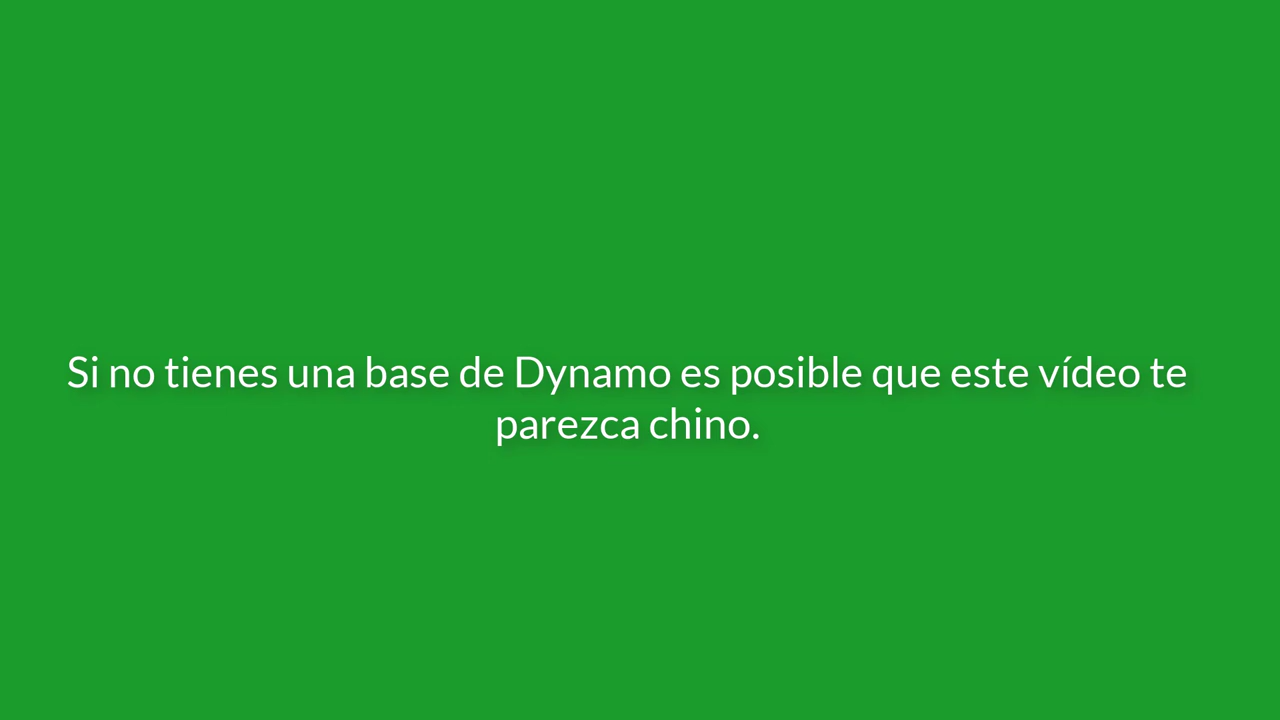 Si no tienes una base de Dynamo es posible que este vídeo te
parezca chino.